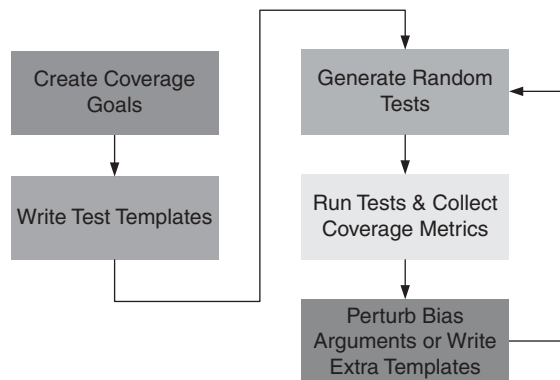 Create Coverage
Goals
Write Test Templates
Generate Random
Tests
Run Tests & Collect
Coverage Metrics
Perturb Bias
Arguments or Write
Extra Templates